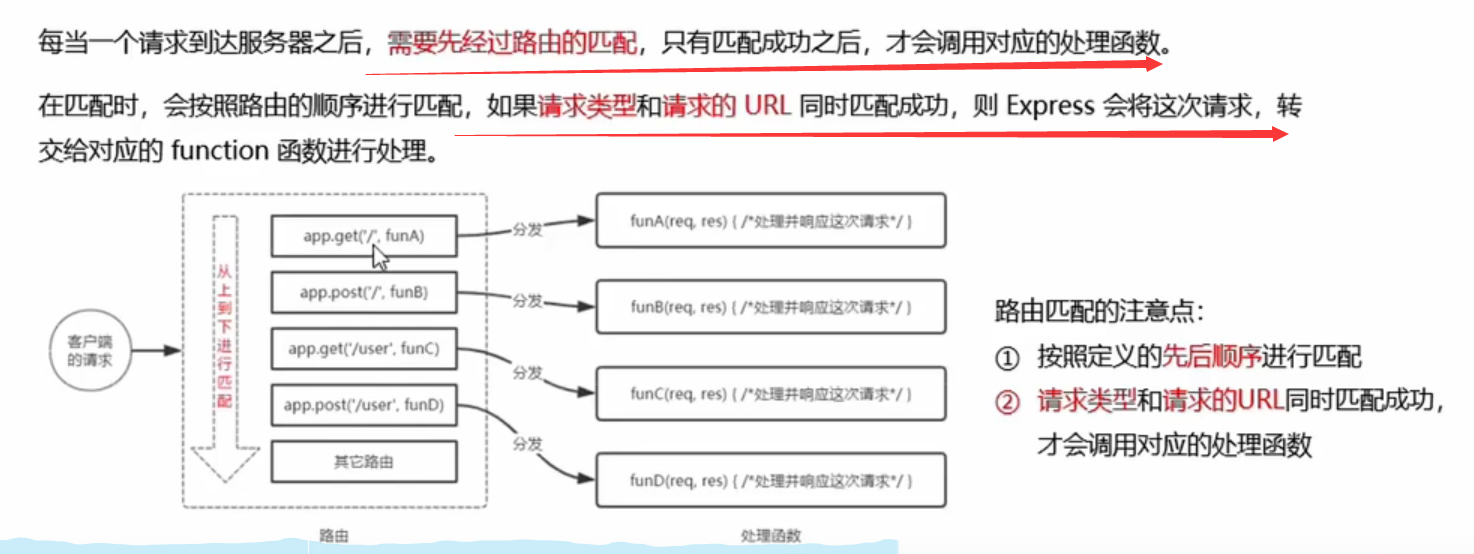 每当一个请求到达服务器之后，需要先经过路由的匹配，只有匹配成功之后，才会调用对应的处理函数。
在匹配时，会按照路由的顺序进行匹配，如果请求类型和请求的 URL 同时匹配成功，则 Express 会将这次请求，转
交给对应的 function 函数进行处理。
客户端
的请求
从上到下进行匹配
app.get('/', funA)
分发
funA(req, res) { /*处理并响应这次请求*/ }
app.post('/', funB)
分发
funB(req, res) { /*处理并响应这次请求*/ }
app.get('/user', funC)
分发
funC(req, res) { /*处理并响应这次请求*/ }
app.post('/user', funD)
分发
funD(req, res) { /*处理并响应这次请求*/ }
其它路由
路由
处理函数
路由匹配的注意点：
① 按照定义的先后顺序进行匹配
② 请求类型和请求的URL同时匹配成功，
才会调用对应的处理函数